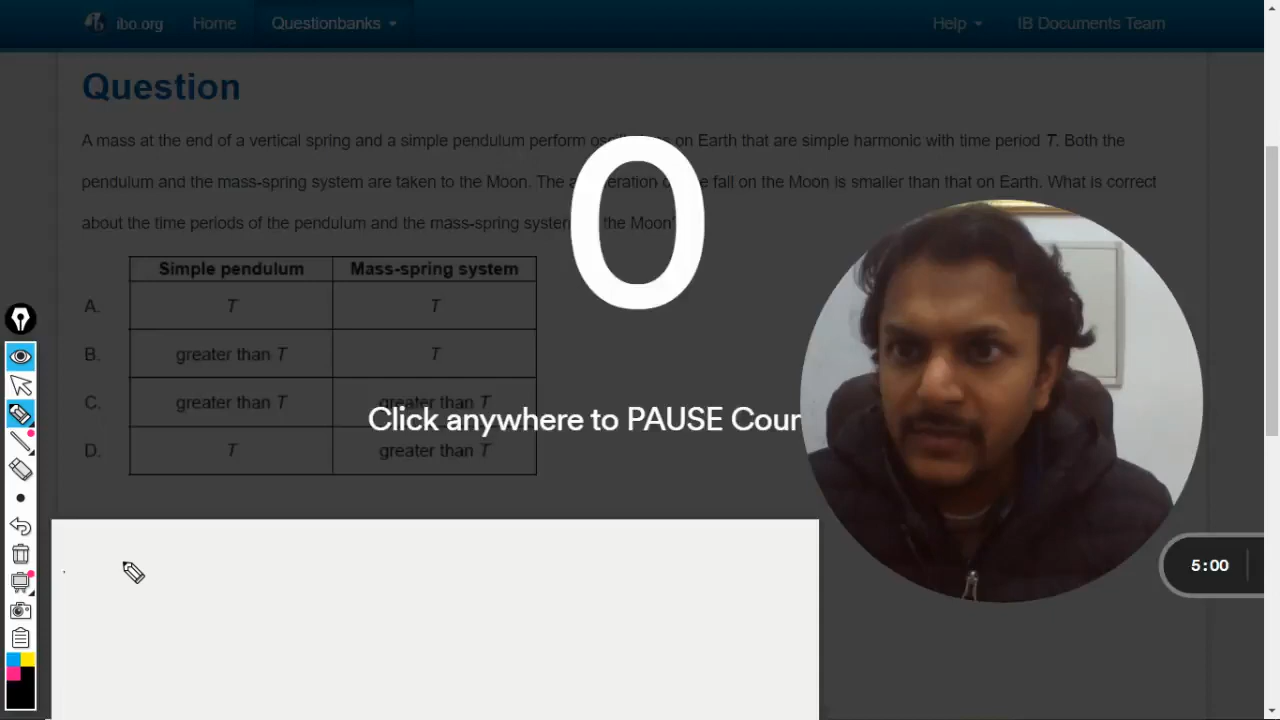 ibo.org Home Questionbanks Help IB Documents Team
Question
A mass at the end of a vertical spring and a simple pendulum perform on Earth that are simple harmonic with time period T. Both the
pendulum and the mass-spring system are taken to the Moon. The fall on the Moon is smaller than that on Earth. What is correct
about the time periods of the pendulum and the mass-spring the Moon?
Simple pendulum Mass-spring system
A. T T
B. greater than T T
C. greater than T greater than T
D. T greater than T
0
Click anywhere to PAUSE Coun
5:00